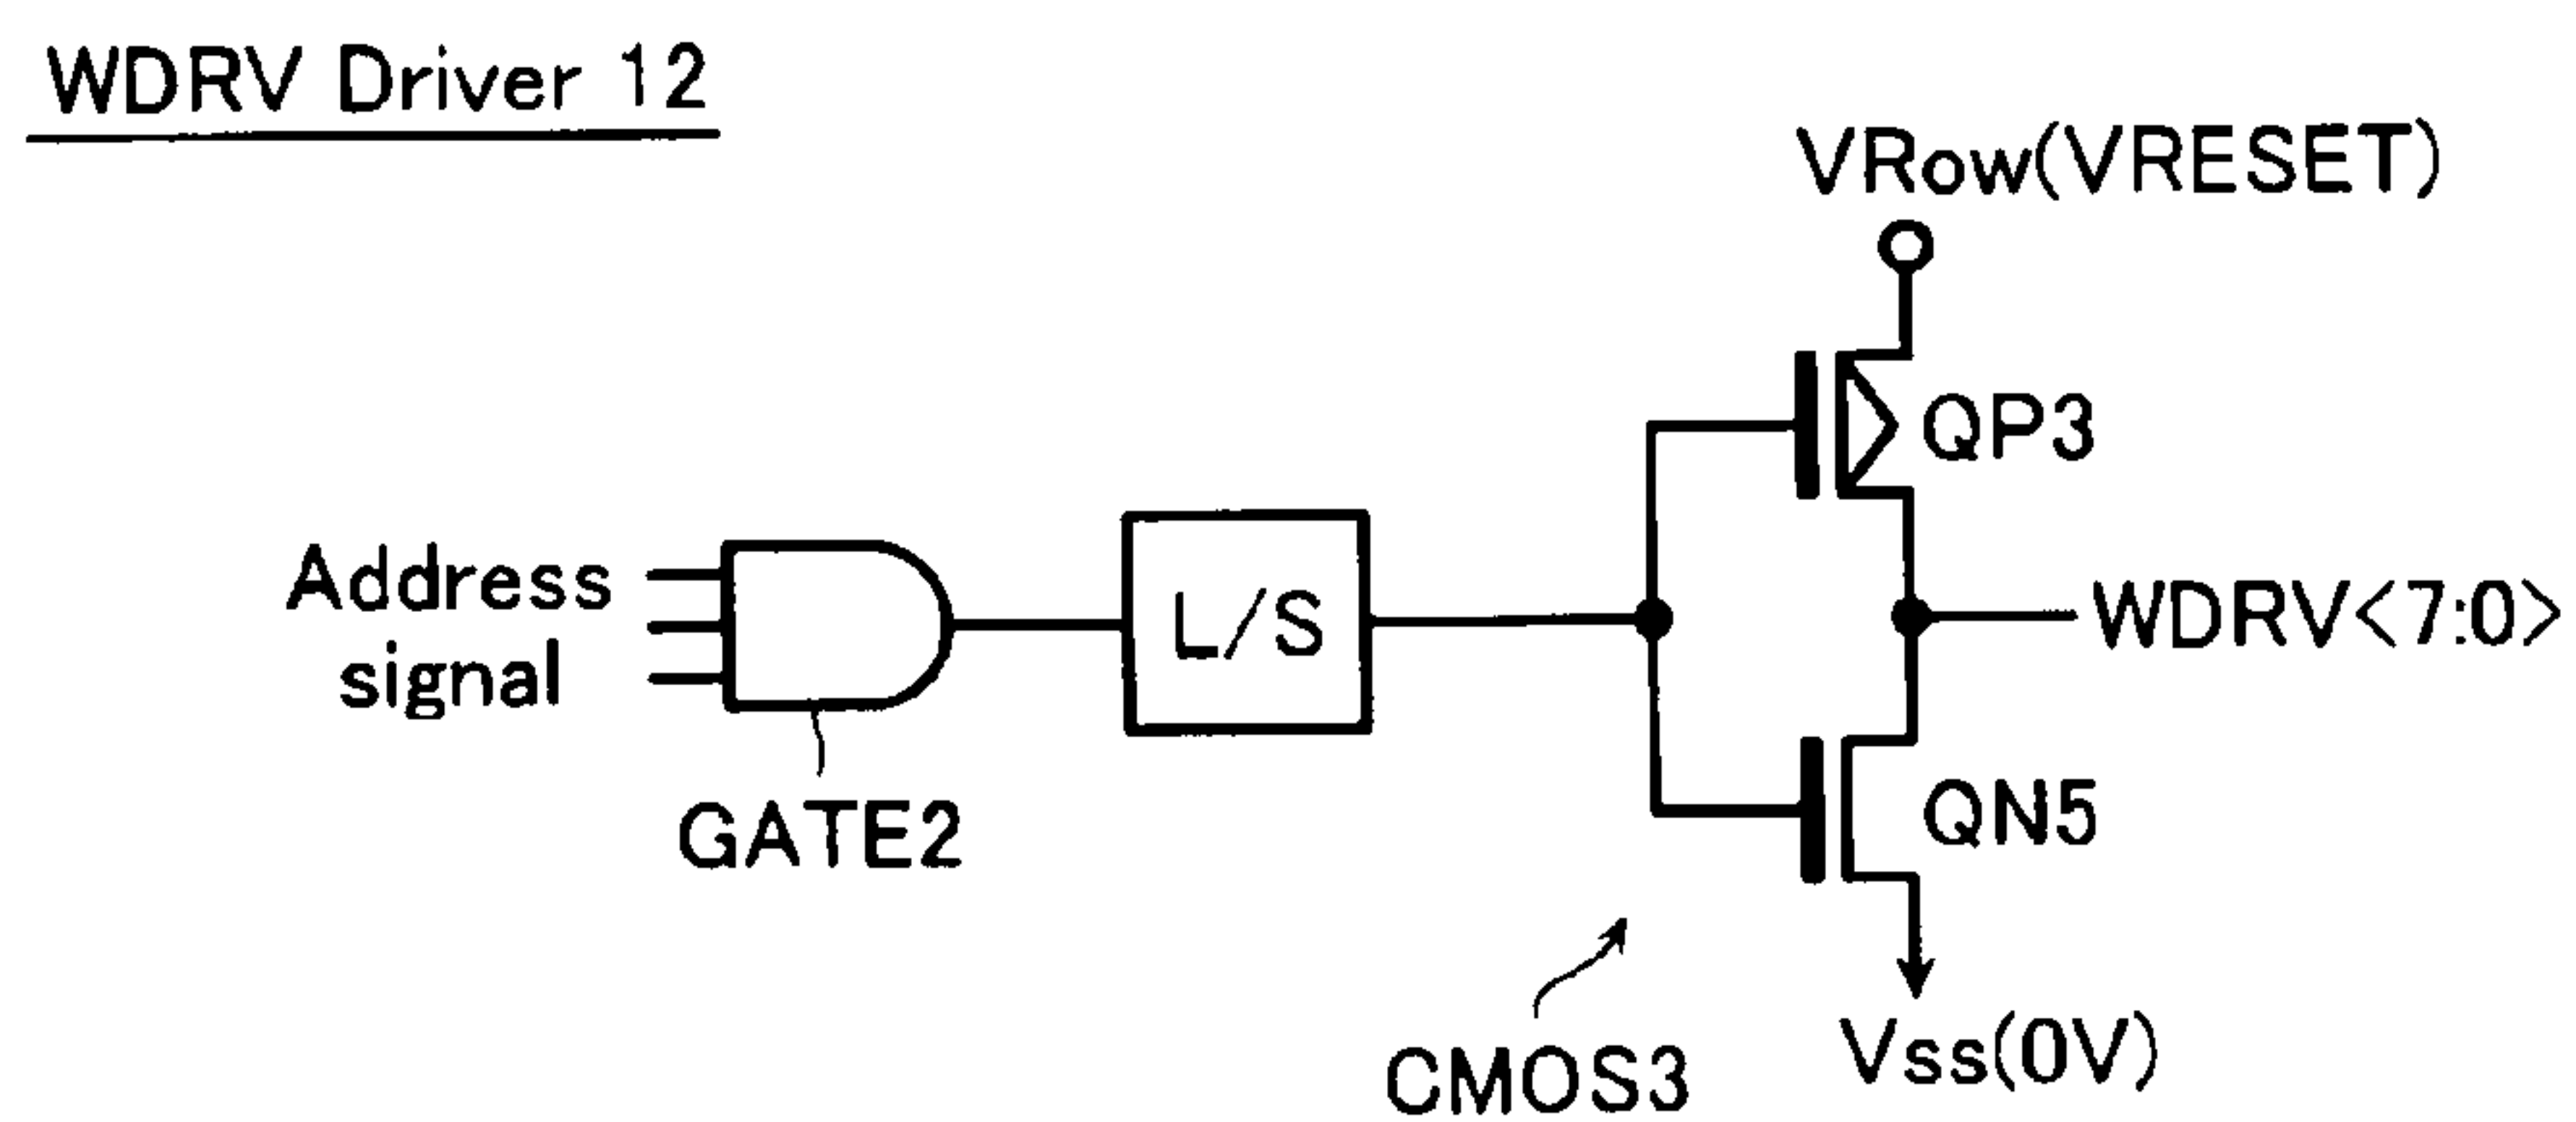 WDRV Driver 12
VRow(VRESET)
QP3
Address
signal
L/S
WDRV<7:0>
GATE2
QN5
CMOS3
Vss(0V)